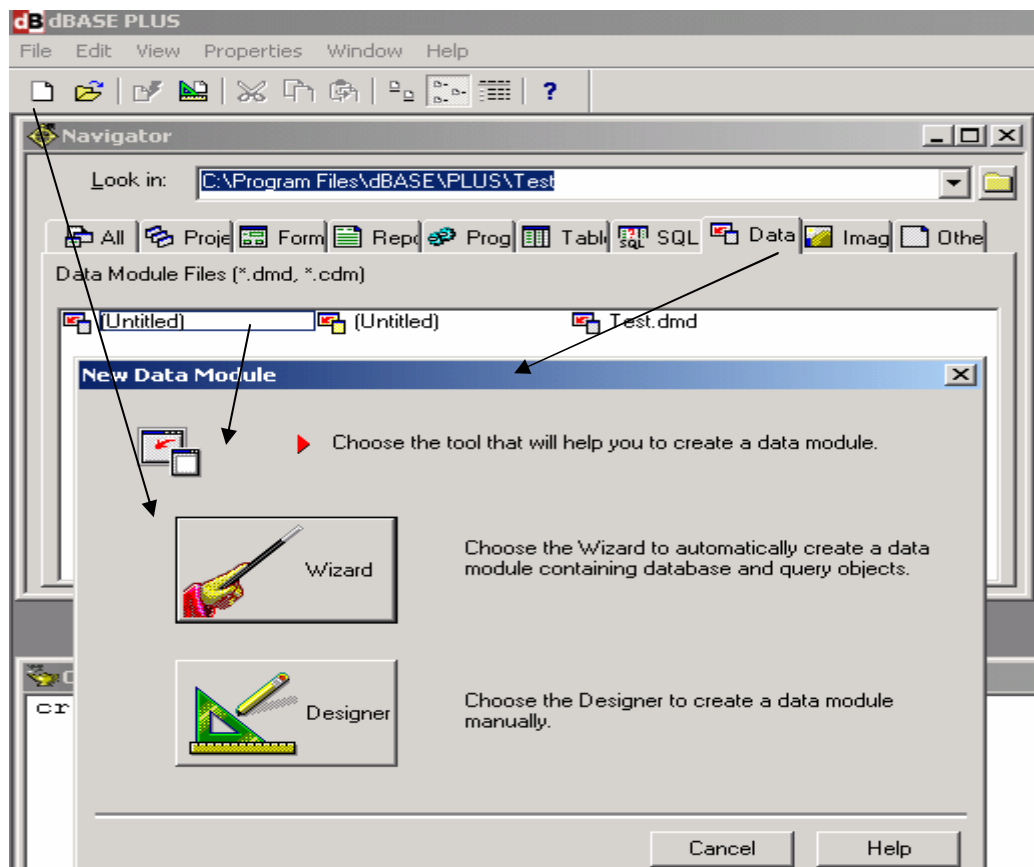 dB dBASE PLUS
File Edit View Properties Window Help
?
Navigator
Look in: C:\Program Files\dBASE\PLUS\Test
All Proje Form Repo Prog Tabl SQL Data Imag Othe
Data Module Files (*.dmd, *.cdm)
(Untitled) (Untitled) Test.dmd
New Data Module
Choose the tool that will help you to create a data module.
Wizard
Choose the Wizard to automatically create a data
module containing database and query objects.
cr
Designer
Choose the Designer to create a data module
manually.
Cancel Help